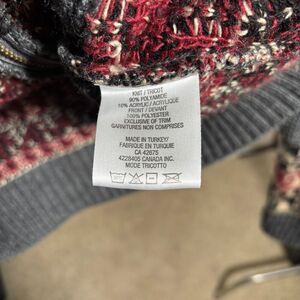 KNIT / TRICOT
90% POLYAMIDE
10% ACRYLIC / ACRYLIQUE
FRONT / DEVANT
100% POLYESTER
EXCLUSIVE OF TRIM
GARNITURES NON COMPRISES
MADE IN TURKEY/
FABRIQUE EN TURQUIE
CA 42675
4228405 CANADA INC.
MODE TRICOTTO